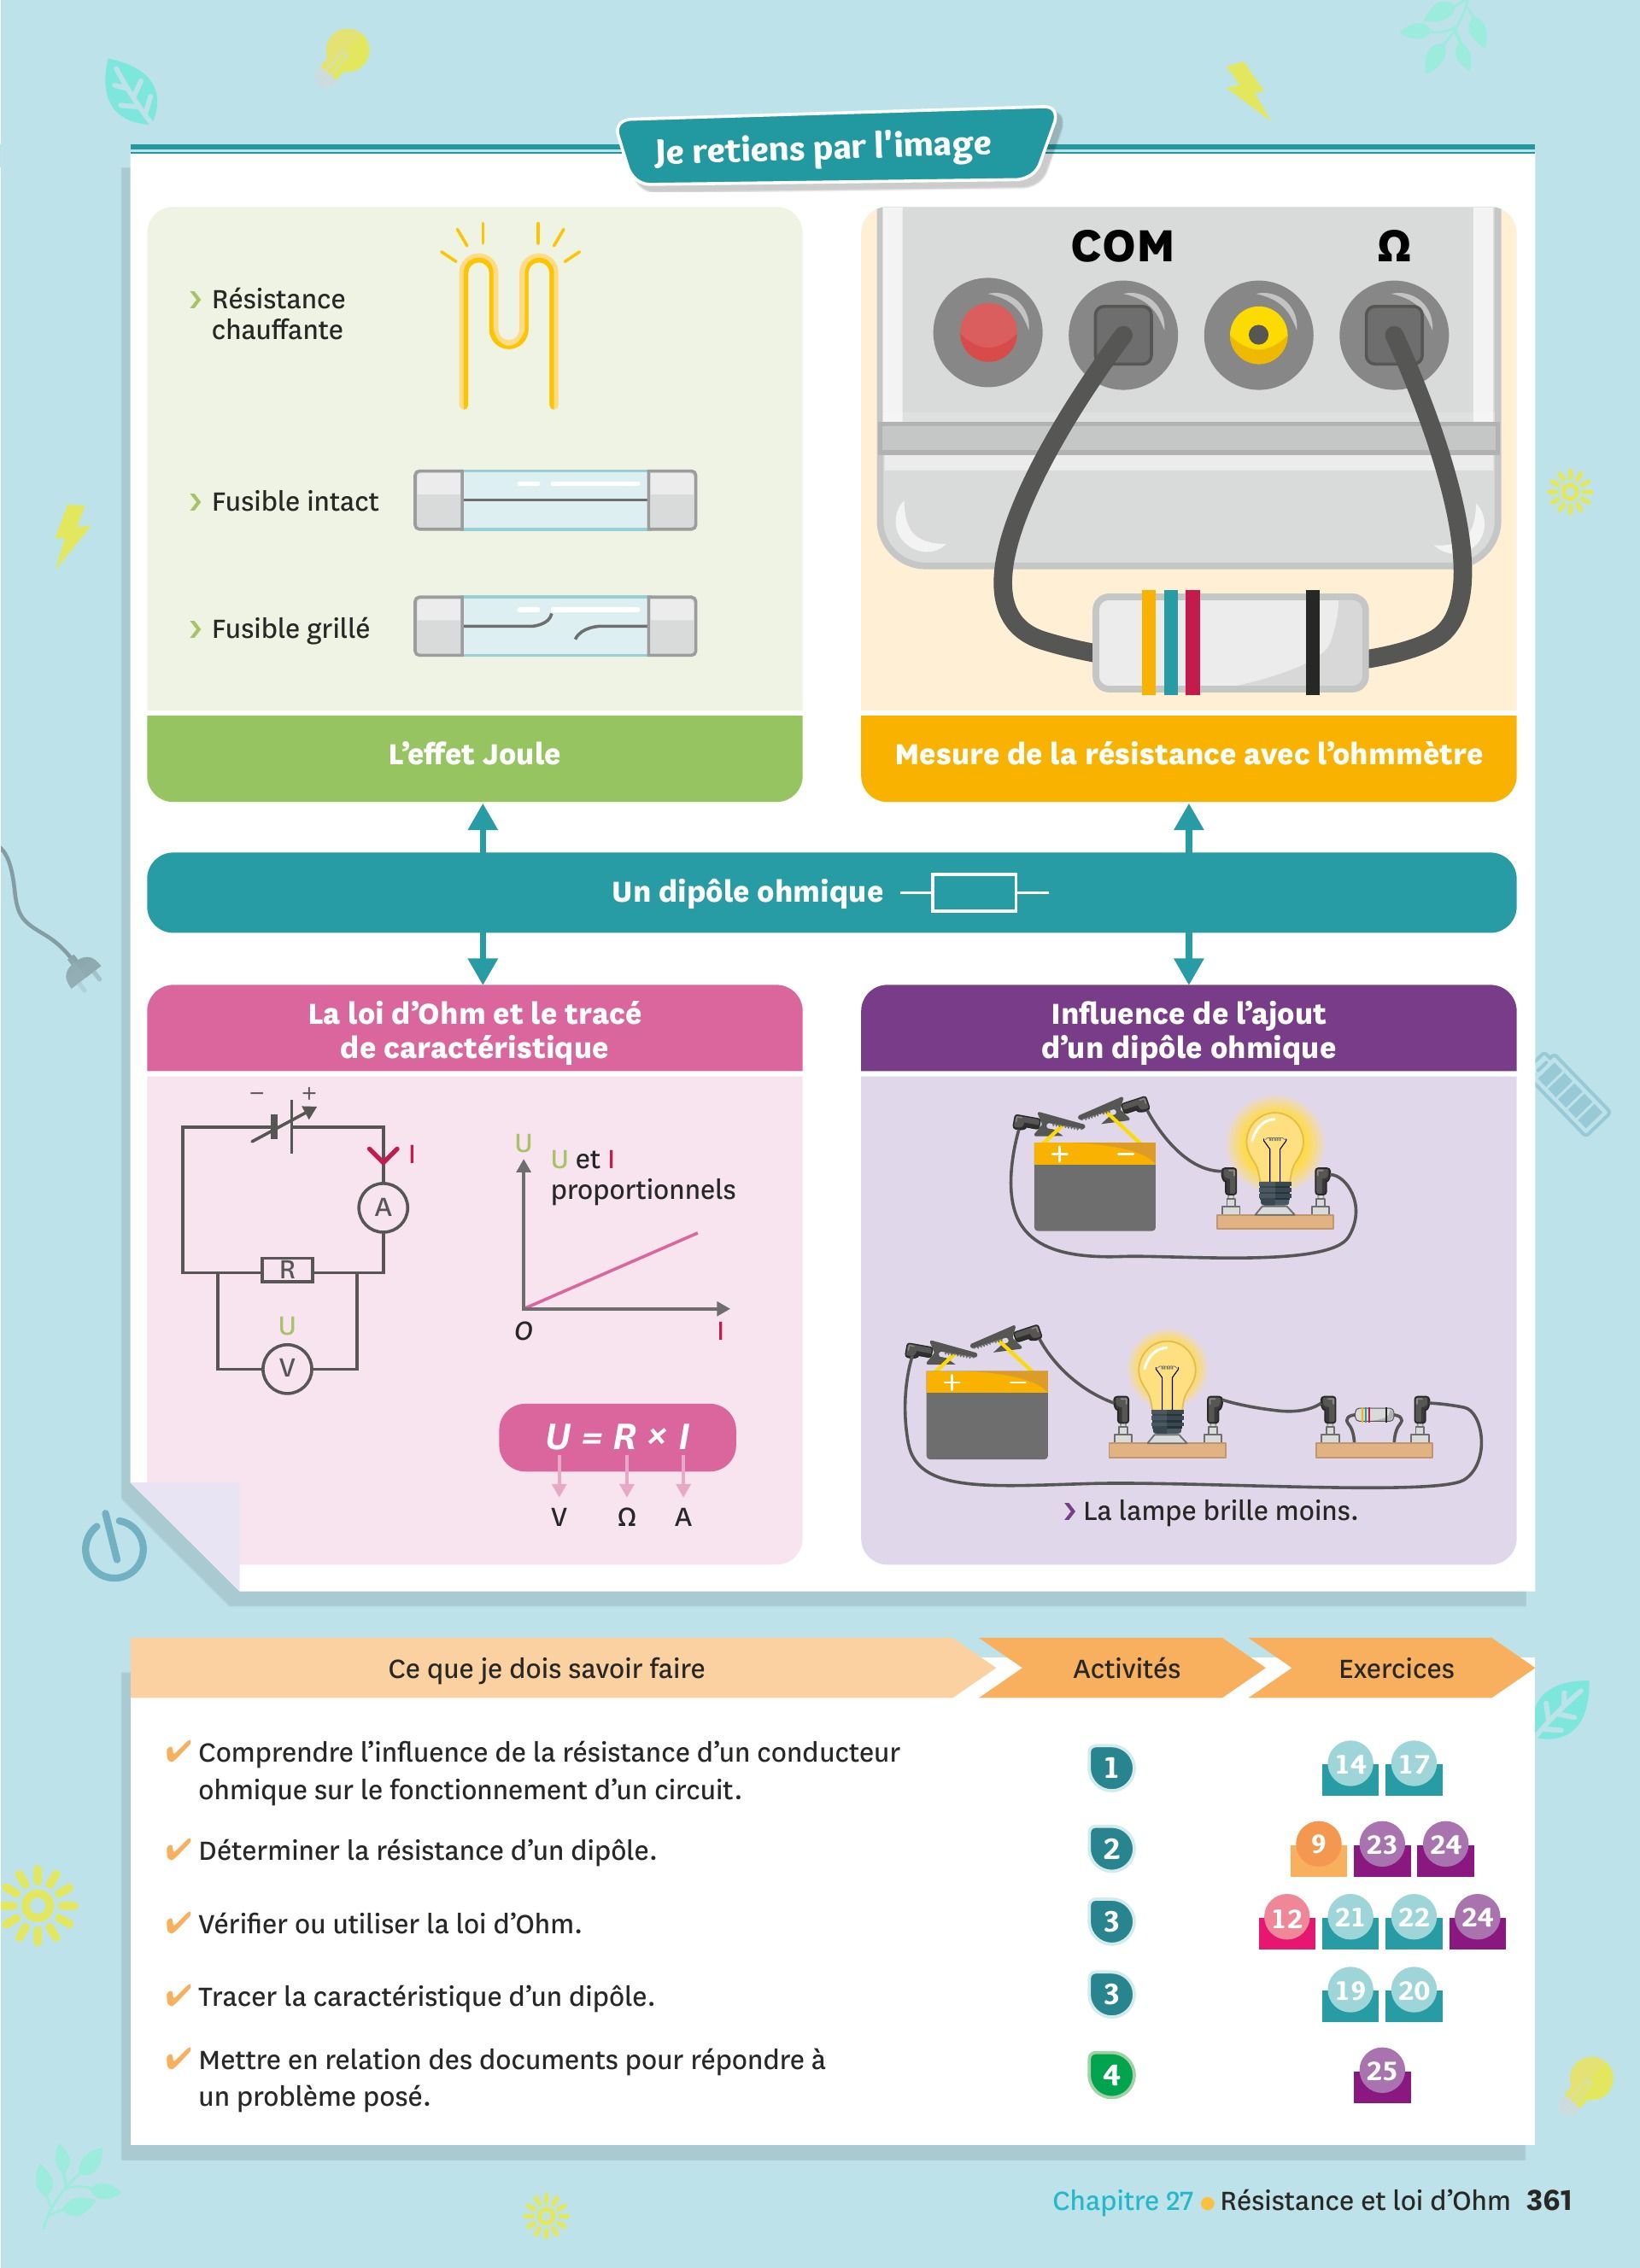 Je retiens par l'image
› Résistance
chauffante
› Fusible intact
› Fusible grillé
L’effet Joule
COM Ω
Mesure de la résistance avec l’ohmmètre
Un dipôle ohmique
La loi d’Ohm et le tracé
de caractéristique
− +
I
A
R
U
V
U
U et I
proportionnels
O I
U = R × I
V Ω A
Influence de l’ajout
d’un dipôle ohmique
+ −
+ −
› La lampe brille moins.
Ce que je dois savoir faire Activités Exercices
✔ Comprendre l’influence de la résistance d’un conducteur
ohmique sur le fonctionnement d’un circuit. 1 14 17
✔ Déterminer la résistance d’un dipôle. 2 9 23 24
✔ Vérifier ou utiliser la loi d’Ohm. 3 12 21 22 24
✔ Tracer la caractéristique d’un dipôle. 3 19 20
✔ Mettre en relation des documents pour répondre à
un problème posé. 4 25
Chapitre 27 • Résistance et loi d’Ohm 361